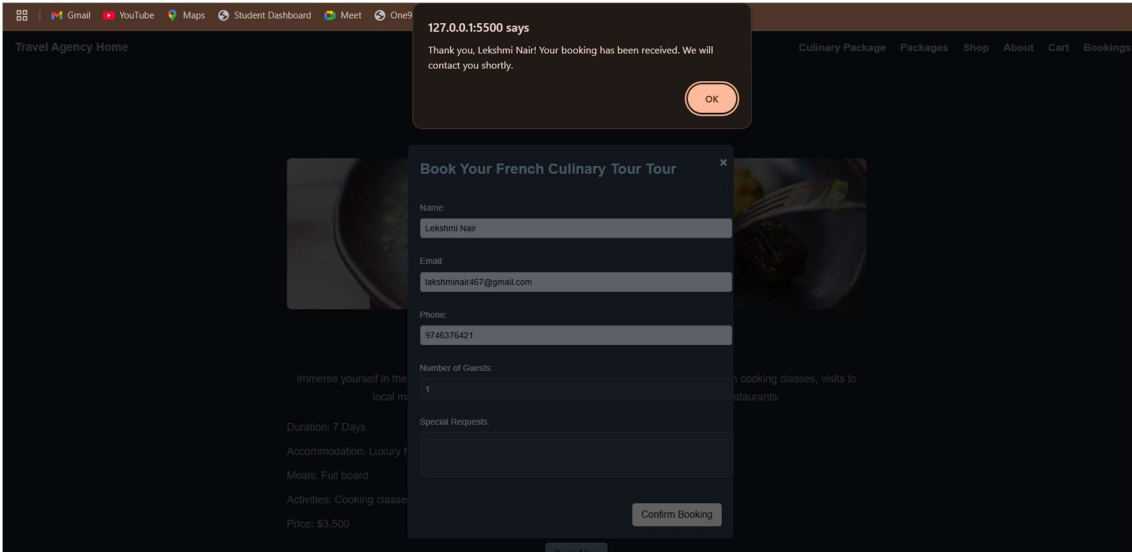 Gmail
YouTube
Maps
Student Dashboard
Meet
One9
127.0.0.1:5500 says
Thank you, Lekshmi Nair! Your booking has been received. We will
contact you shortly.
OK
Travel Agency Home
Culinary Package
Packages
Shop
About
Cart
Bookings
Book Your French Culinary Tour Tour
×
Name:
Lekshmi Nair
Email:
lakshminair467@gmail.com
Phone:
9746376421
Number of Guests:
1
Special Requests:
Confirm Booking
Immerse yourself in the
cooking classes, visits to
local
Duration: 7 Days
Accommodation: Luxury
Meals: Full board
Activities: Cooking classe
Price: $3,500